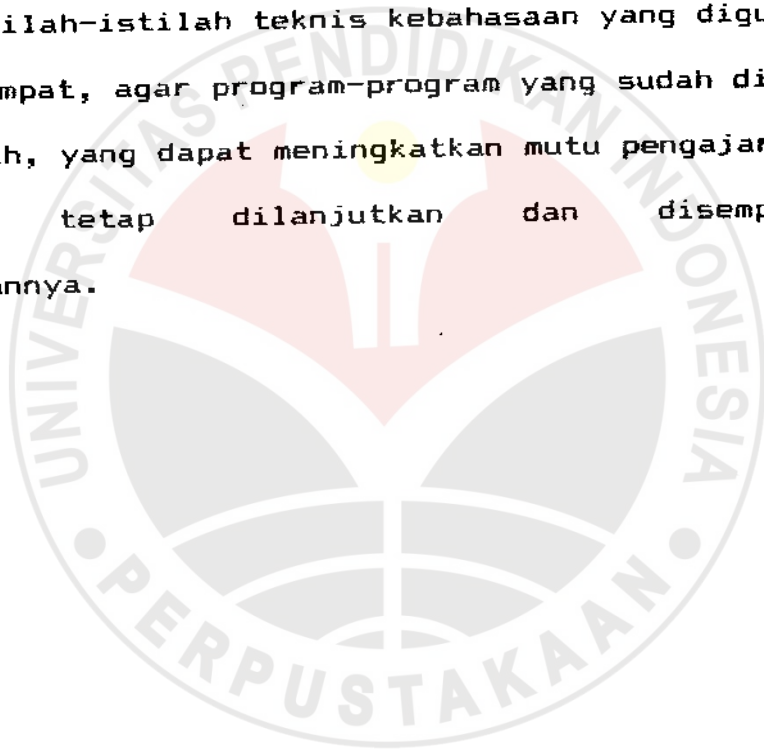 ilah-istilah teknis kebahasaan yang digu
mpat, agar program-program yang sudah di
h, yang dapat meningkatkan mutu pengajar
tetap dilanjutkan dan disemp
annya.
UNIVERSITAS PENDIDIKAN INDONESIA
PERPUSTAKAAN